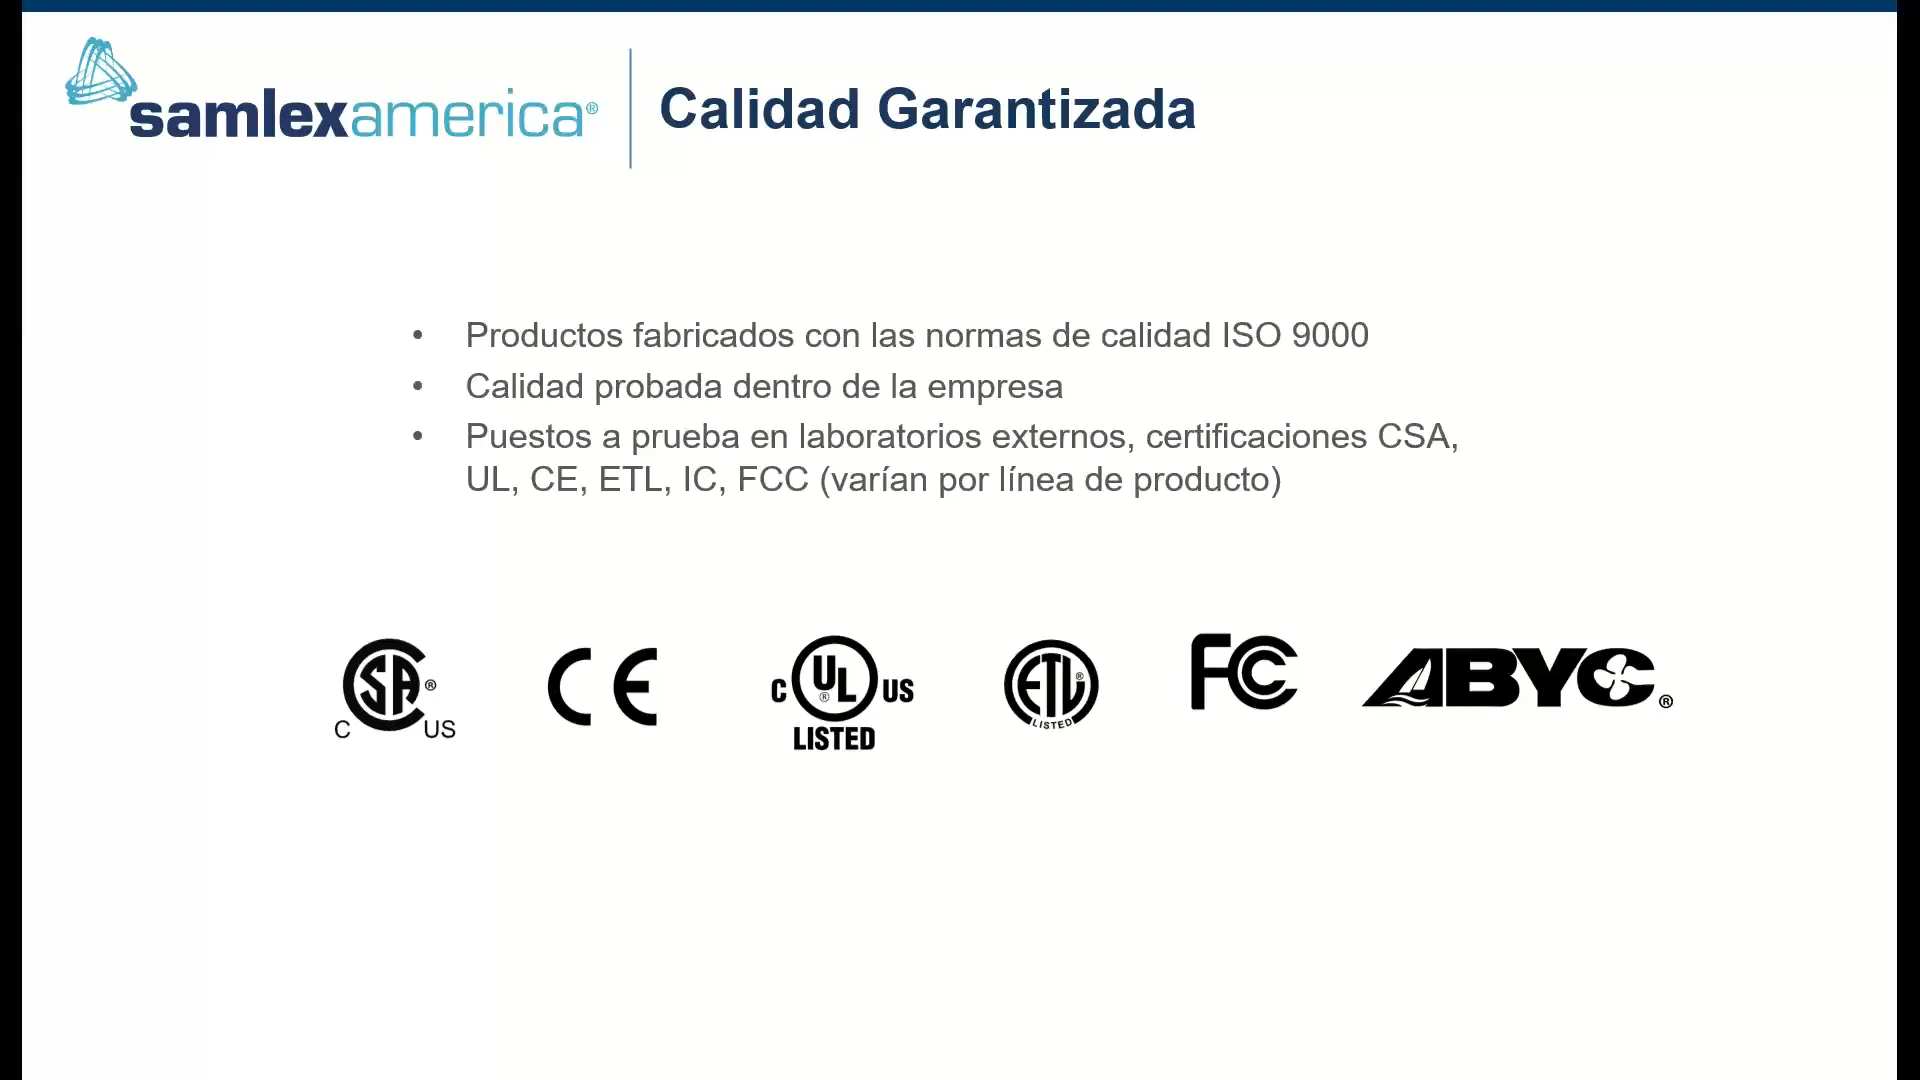 samlexamerica®
Calidad Garantizada
• Productos fabricados con las normas de calidad ISO 9000
• Calidad probada dentro de la empresa
• Puestos a prueba en laboratorios externos, certificaciones CSA,
UL, CE, ETL, IC, FCC (varían por línea de producto)
C SA ® US
CE
C UL ® US
LISTED
ETL ®
LISTED
FC
ABYC®